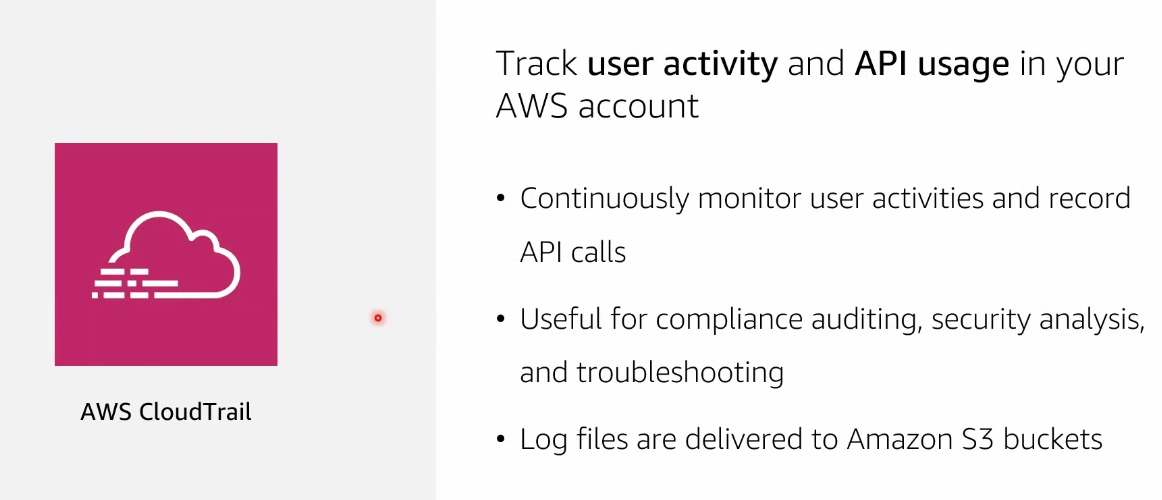 Track user activity and API usage in your
AWS account
• Continuously monitor user activities and record
API calls
• Useful for compliance auditing, security analysis,
and troubleshooting
• Log files are delivered to Amazon S3 buckets
AWS CloudTrail